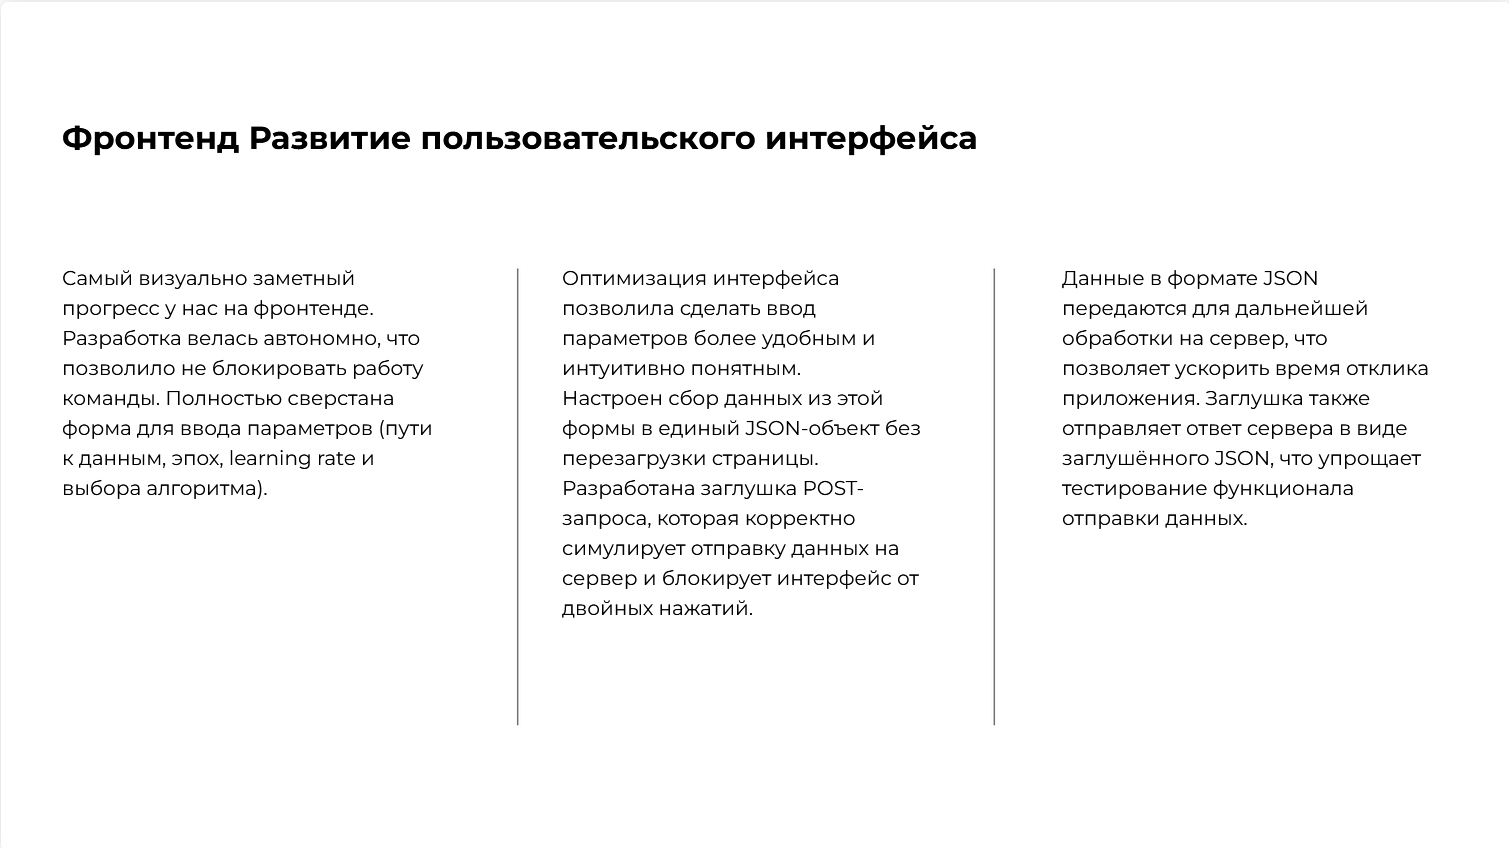 Фронтенд Развитие пользовательского интерфейса
Самый визуально заметный
прогресс у нас на фронтенде.
Разработка велась автономно, что
позволило не блокировать работу
команды. Полностью сверстана
форма для ввода параметров (пути
к данным, эпох, learning rate и
выбора алгоритма).
Оптимизация интерфейса
позволила сделать ввод
параметров более удобным и
интуитивно понятным.
Настроен сбор данных из этой
формы в единый JSON-объект без
перезагрузки страницы.
Разработана заглушка POST-
запроса, которая корректно
симулирует отправку данных на
сервер и блокирует интерфейс от
двойных нажатий.
Данные в формате JSON
передаются для дальнейшей
обработки на сервер, что
позволяет ускорить время отклика
приложения. Заглушка также
отправляет ответ сервера в виде
заглушённого JSON, что упрощает
тестирование функционала
отправки данных.